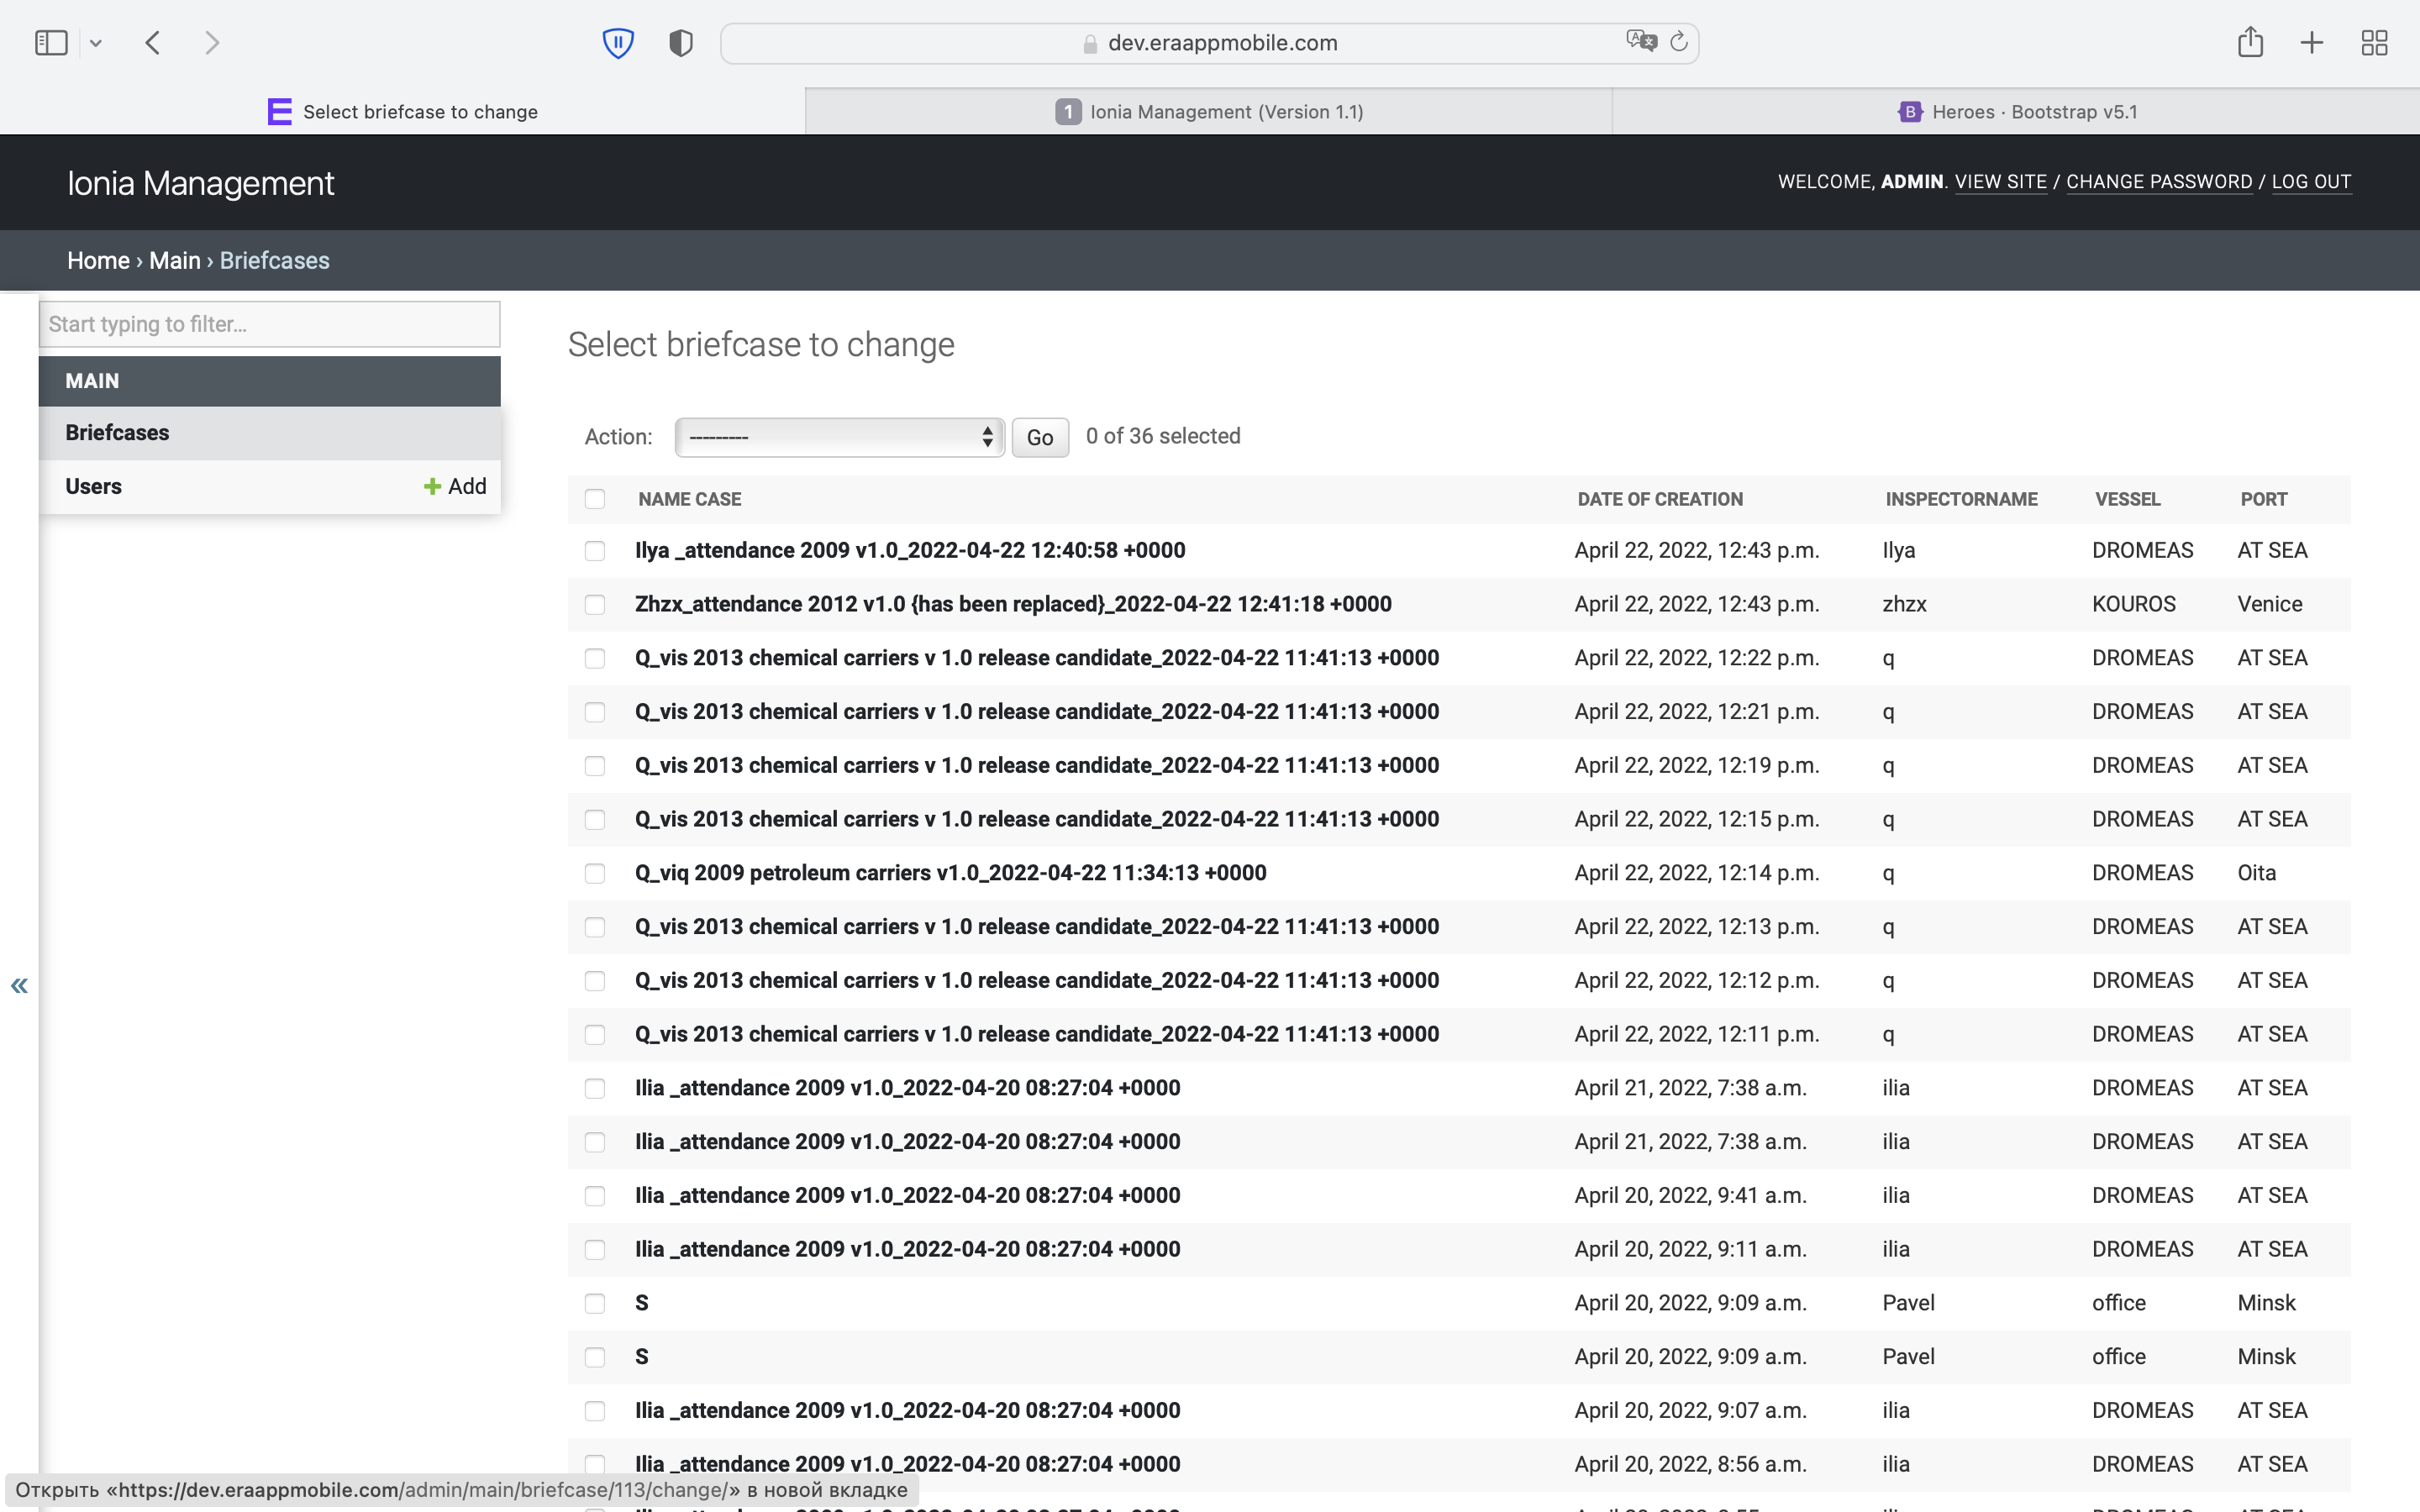 dev.eraappmobile.com
Select briefcase to change
1 Ionia Management (Version 1.1)
B Heroes · Bootstrap v5.1
Ionia Management
WELCOME, ADMIN. VIEW SITE / CHANGE PASSWORD / LOG OUT
Home › Main › Briefcases
Start typing to filter...
MAIN
Briefcases
Users + Add
Select briefcase to change
Action: --------- Go 0 of 36 selected
NAME CASE DATE OF CREATION INSPECTORNAME VESSEL PORT
Ilya _attendance 2009 v1.0_2022-04-22 12:40:58 +0000 April 22, 2022, 12:43 p.m. Ilya DROMEAS AT SEA
Zhzx_attendance 2012 v1.0 {has been replaced}_2022-04-22 12:41:18 +0000 April 22, 2022, 12:43 p.m. zhzx KOUROS Venice
Q_vis 2013 chemical carriers v 1.0 release candidate_2022-04-22 11:41:13 +0000 April 22, 2022, 12:22 p.m. q DROMEAS AT SEA
Q_vis 2013 chemical carriers v 1.0 release candidate_2022-04-22 11:41:13 +0000 April 22, 2022, 12:21 p.m. q DROMEAS AT SEA
Q_vis 2013 chemical carriers v 1.0 release candidate_2022-04-22 11:41:13 +0000 April 22, 2022, 12:19 p.m. q DROMEAS AT SEA
Q_vis 2013 chemical carriers v 1.0 release candidate_2022-04-22 11:41:13 +0000 April 22, 2022, 12:15 p.m. q DROMEAS AT SEA
Q_viq 2009 petroleum carriers v1.0_2022-04-22 11:34:13 +0000 April 22, 2022, 12:14 p.m. q DROMEAS Oita
Q_vis 2013 chemical carriers v 1.0 release candidate_2022-04-22 11:41:13 +0000 April 22, 2022, 12:13 p.m. q DROMEAS AT SEA
Q_vis 2013 chemical carriers v 1.0 release candidate_2022-04-22 11:41:13 +0000 April 22, 2022, 12:12 p.m. q DROMEAS AT SEA
Q_vis 2013 chemical carriers v 1.0 release candidate_2022-04-22 11:41:13 +0000 April 22, 2022, 12:11 p.m. q DROMEAS AT SEA
Ilia _attendance 2009 v1.0_2022-04-20 08:27:04 +0000 April 21, 2022, 7:38 a.m. ilia DROMEAS AT SEA
Ilia _attendance 2009 v1.0_2022-04-20 08:27:04 +0000 April 21, 2022, 7:38 a.m. ilia DROMEAS AT SEA
Ilia _attendance 2009 v1.0_2022-04-20 08:27:04 +0000 April 20, 2022, 9:41 a.m. ilia DROMEAS AT SEA
Ilia _attendance 2009 v1.0_2022-04-20 08:27:04 +0000 April 20, 2022, 9:11 a.m. ilia DROMEAS AT SEA
S April 20, 2022, 9:09 a.m. Pavel office Minsk
S April 20, 2022, 9:09 a.m. Pavel office Minsk
Ilia _attendance 2009 v1.0_2022-04-20 08:27:04 +0000 April 20, 2022, 9:07 a.m. ilia DROMEAS AT SEA
Ilia _attendance 2009 v1.0_2022-04-20 08:27:04 +0000 April 20, 2022, 8:56 a.m. ilia DROMEAS AT SEA
Открыть «https://dev.eraappmobile.com/admin/main/briefcase/113/change/» в новой вкладке